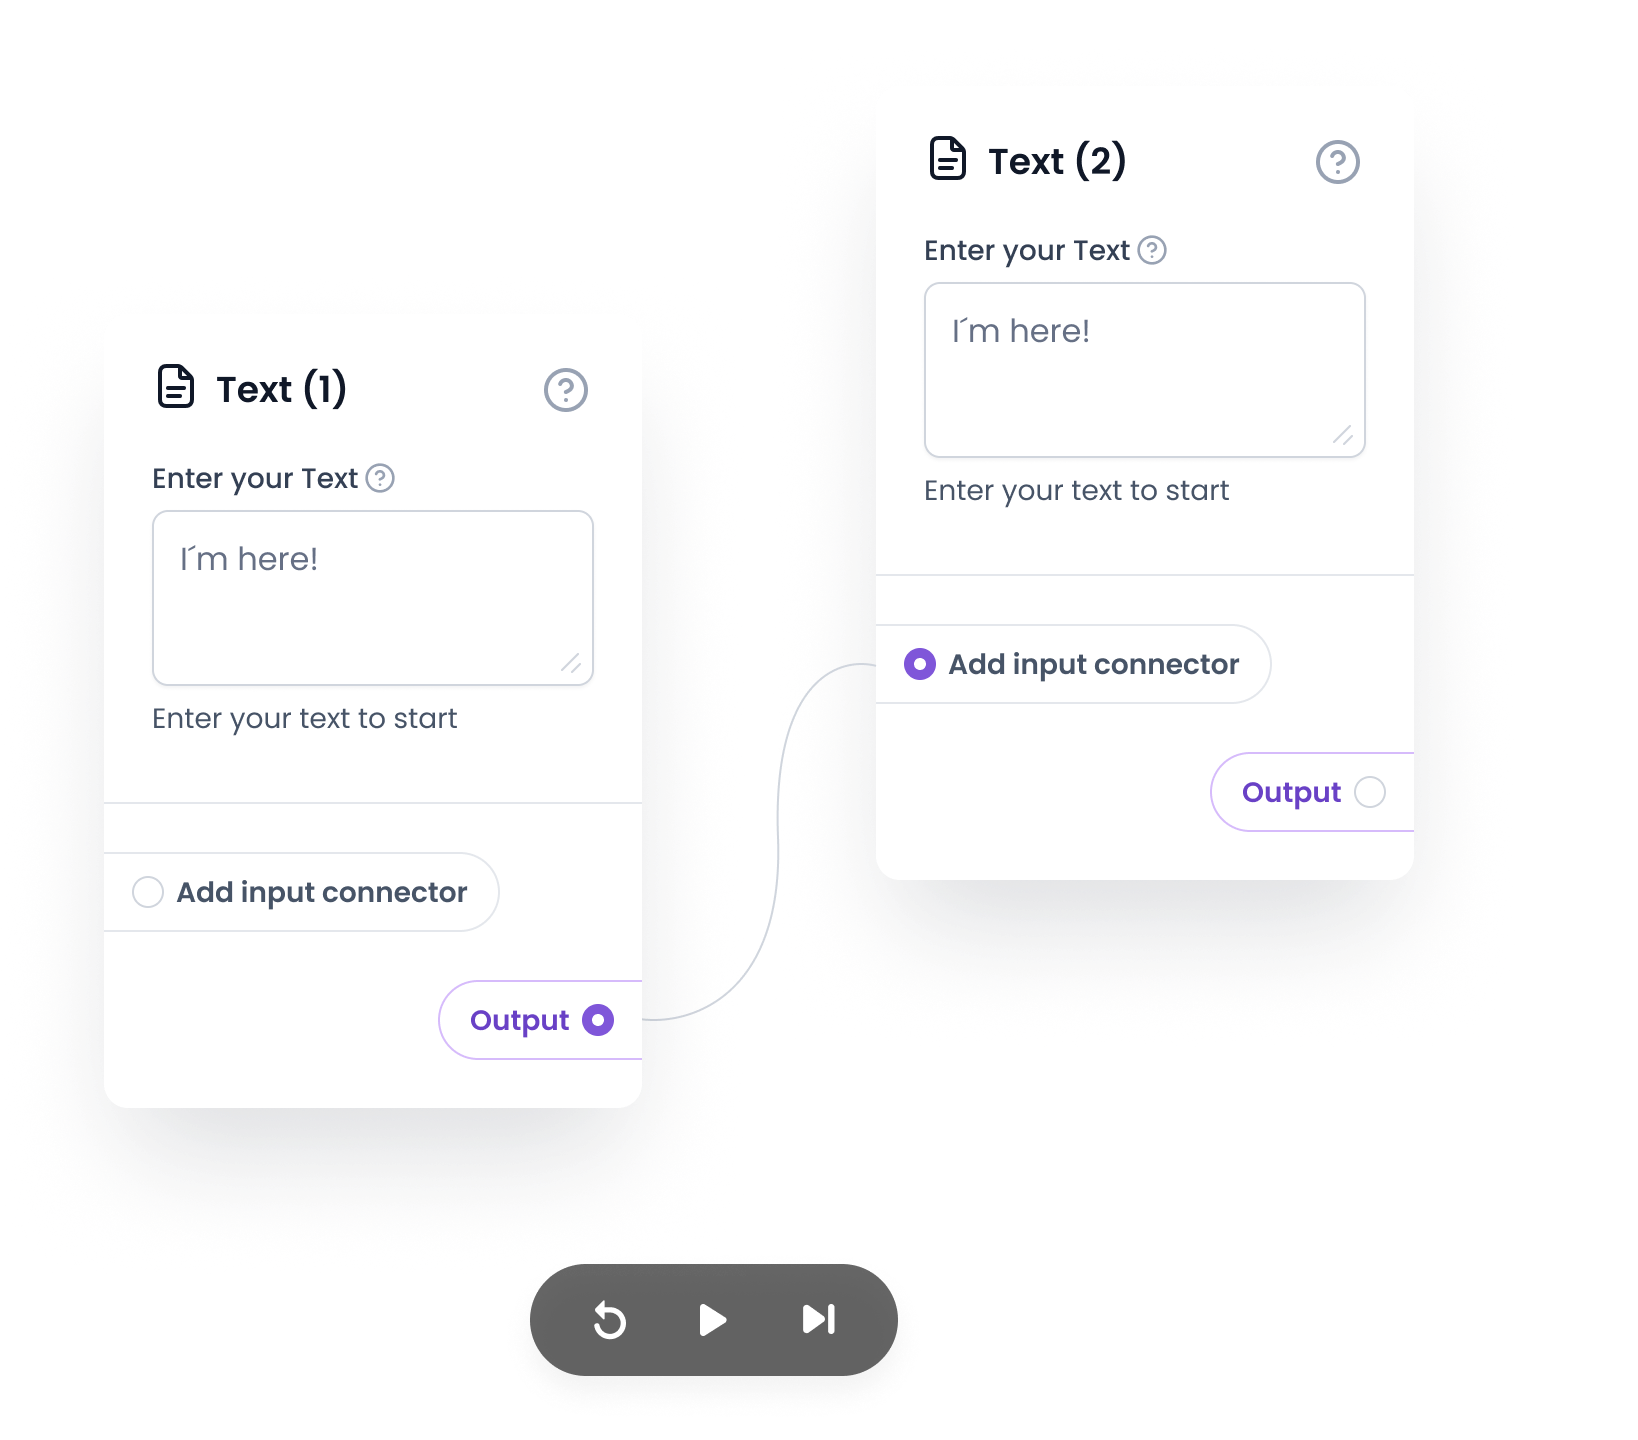 Text (1)
Enter your Text
I´m here!
Enter your text to start
Add input connector
Output
Text (2)
Enter your Text
I´m here!
Enter your text to start
Add input connector
Output